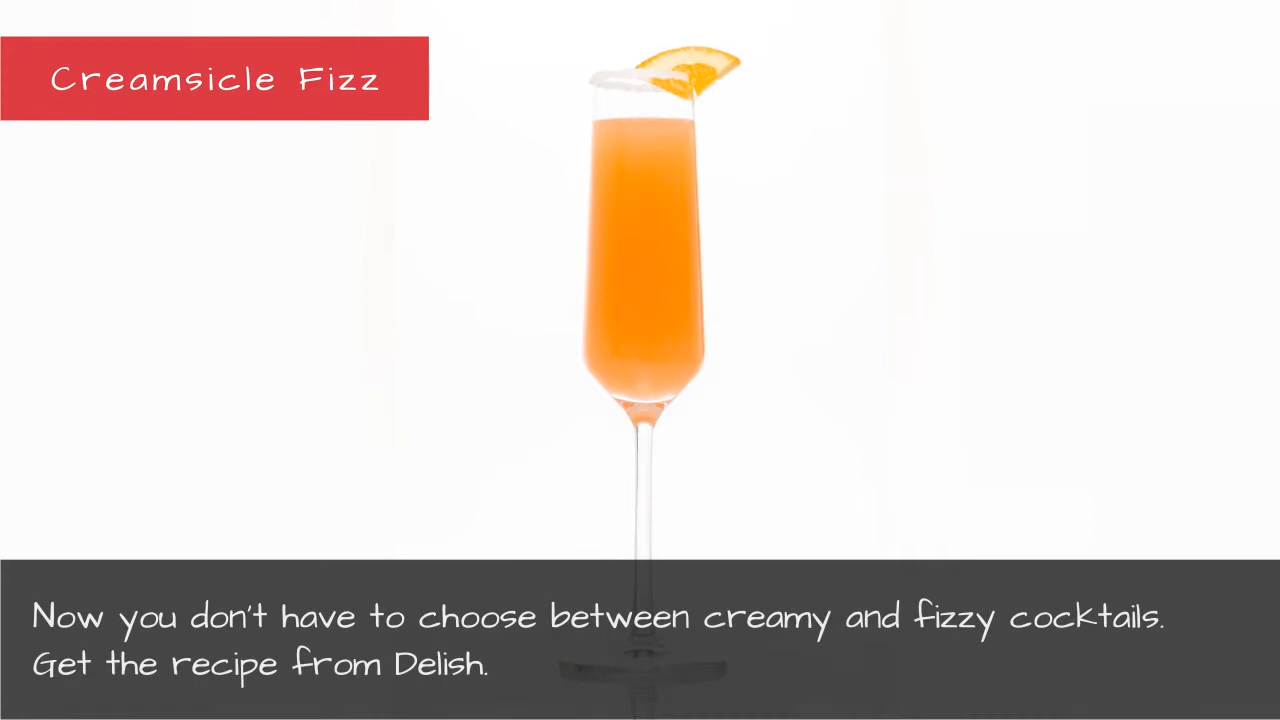 Creamsicle Fizz
Now you don't have to choose between creamy and fizzy cocktails.
Get the recipe from Delish.